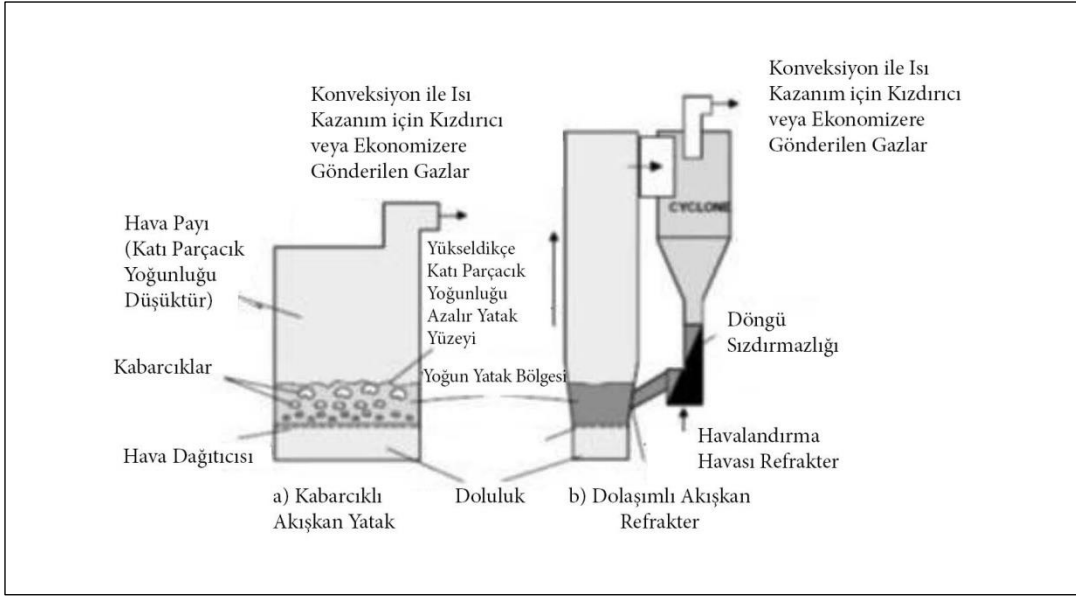 Konveksiyon ile Isı
Kazanım için Kızdırıcı
veya Ekonomizere
Gönderilen Gazlar
Konveksiyon ile Isı
Kazanım için Kızdırıcı
veya Ekonomizere
Gönderilen Gazlar
Hava Payı
(Katı Parçacık
Yoğunluğu
Düşüktür)
Yükseldikçe
Katı Parçacık
Yoğunluğu
Azalır Yatak
Yüzeyi
CYCLONE
Döngü
Sızdırmazlığı
Kabarcıklar
Yoğun Yatak Bölgesi
Hava Dağıtıcısı
Havalandırma
Havası Refrakter
a) Kabarcıklı
Akışkan Yatak
Doluluk
b) Dolaşımlı Akışkan
Refrakter